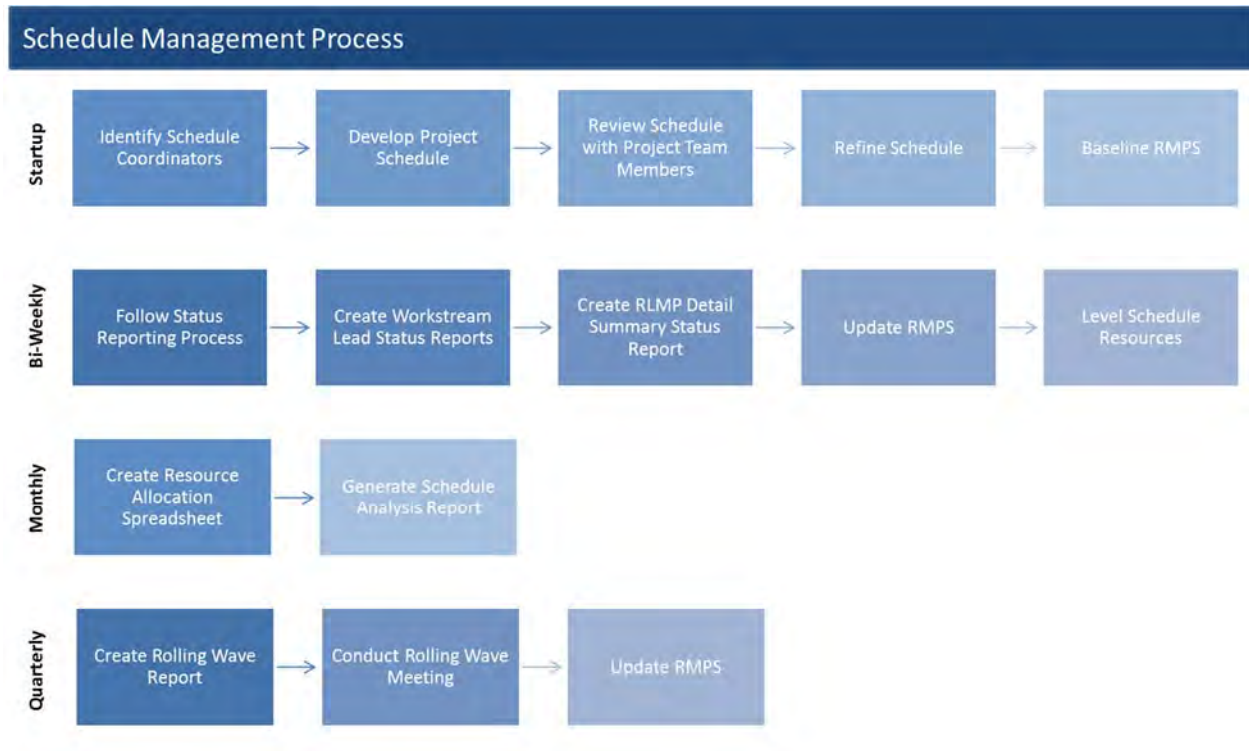 Schedule Management Process
Startup
Identify Schedule
Coordinators
Develop Project
Schedule
Review Schedule
with Project Team
Members
Refine Schedule
Baseline RMPS
Bi-Weekly
Follow Status
Reporting Process
Create Workstream
Lead Status Reports
Create RLMP Detail
Summary Status
Report
Update RMPS
Level Schedule
Resources
Monthly
Create Resource
Allocation
Spreadsheet
Generate Schedule
Analysis Report
Quarterly
Create Rolling Wave
Report
Conduct Rolling Wave
Meeting
Update RMPS